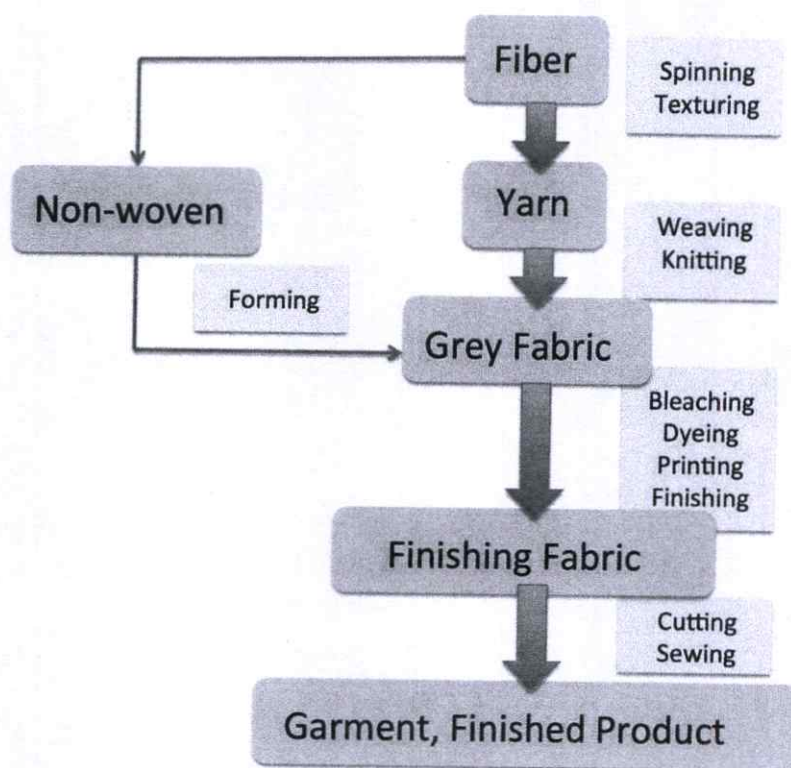 Fiber
Spinning
Texturing
Non-woven
Yarn
Weaving
Knitting
Forming
Grey Fabric
Bleaching
Dyeing
Printing
Finishing
Finishing Fabric
Cutting
Sewing
Garment, Finished Product